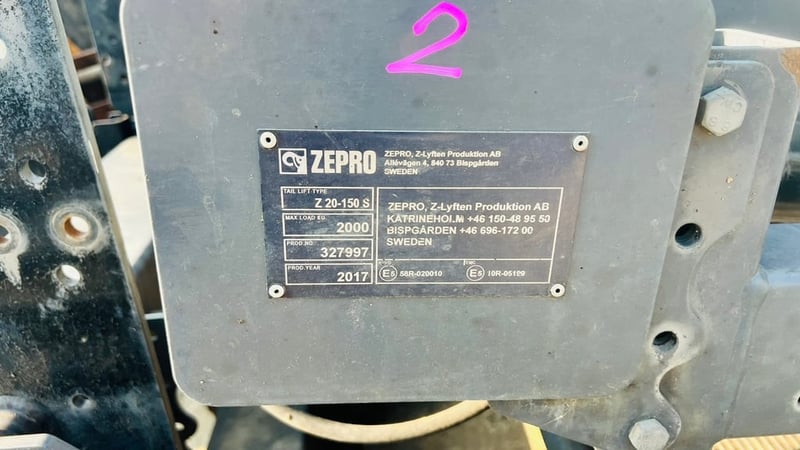 2
ZEPRO
ZEPRO, Z-Lyften Produktion AB
Allévägen 4, 840 73 Bispgården
SWEDEN
TAIL LIFT TYPE
Z 20-150 S
MAX LOAD KG.
2000
PROD.NO
327997
PROD.YEAR
2017
ZEPRO, Z-Lyften Produktion AB
KATRINEHOLM +46 150-48 95 50
BISPGÅRDEN +46 696-172 00
SWEDEN
E5 58R-020010
E5 10R-05109